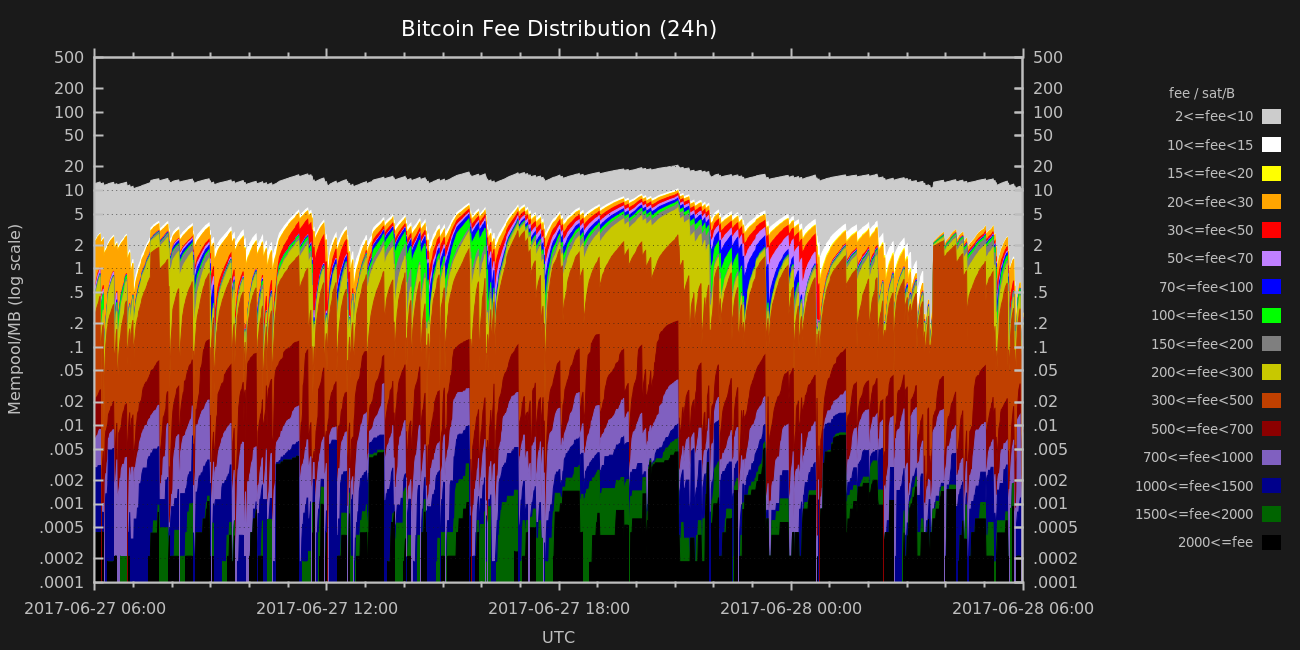 Bitcoin Fee Distribution (24h)
Mempool/MB (log scale)
500
200
100
50
20
10
5
2
1
.5
.2
.1
.05
.02
.01
.005
.002
.001
.0005
.0002
.0001
500
200
100
50
20
10
5
2
1
.5
.2
.1
.05
.02
.01
.005
.002
.001
.0005
.0002
.0001
2017-06-27 06:00
2017-06-27 12:00
2017-06-27 18:00
2017-06-28 00:00
2017-06-28 06:00
UTC
fee / sat/B
2<=fee<10
10<=fee<15
15<=fee<20
20<=fee<30
30<=fee<50
50<=fee<70
70<=fee<100
100<=fee<150
150<=fee<200
200<=fee<300
300<=fee<500
500<=fee<700
700<=fee<1000
1000<=fee<1500
1500<=fee<2000
2000<=fee